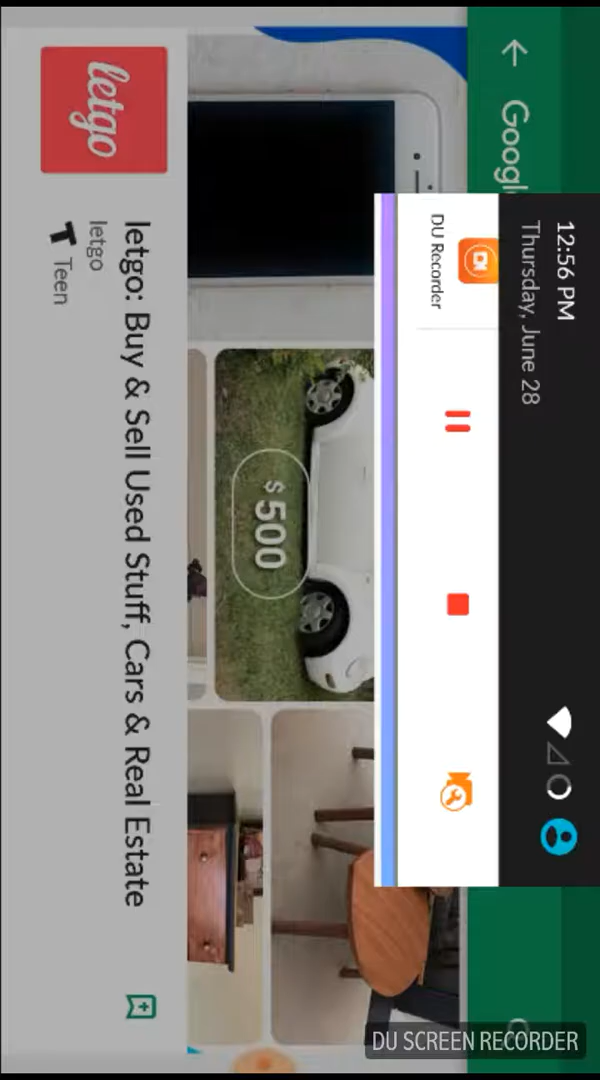 12:56 PM
Thursday, June 28
Googl
DU Recorder
$500
letgo
letgo: Buy & Sell Used Stuff, Cars & Real Estate
letgo
T Teen
DU SCREEN RECORDER